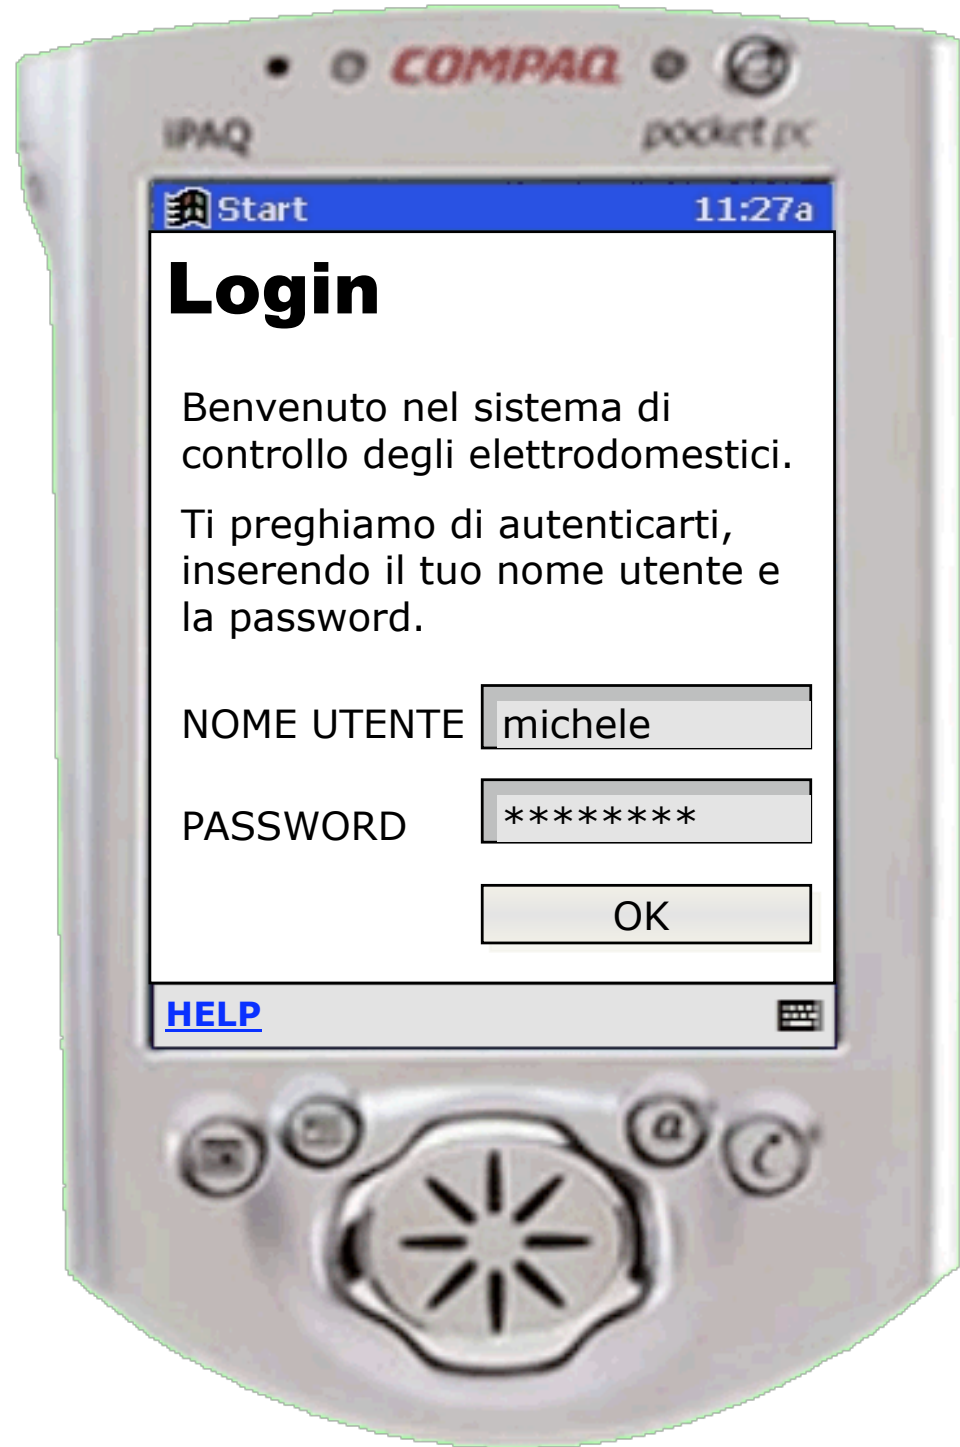 COMPAQ
iPAQ pocket pc
Start 11:27a
Login
Benvenuto nel sistema di
controllo degli elettrodomestici.
Ti preghiamo di autenticarti,
inserendo il tuo nome utente e
la password.
NOME UTENTE michele
PASSWORD ********
OK
HELP